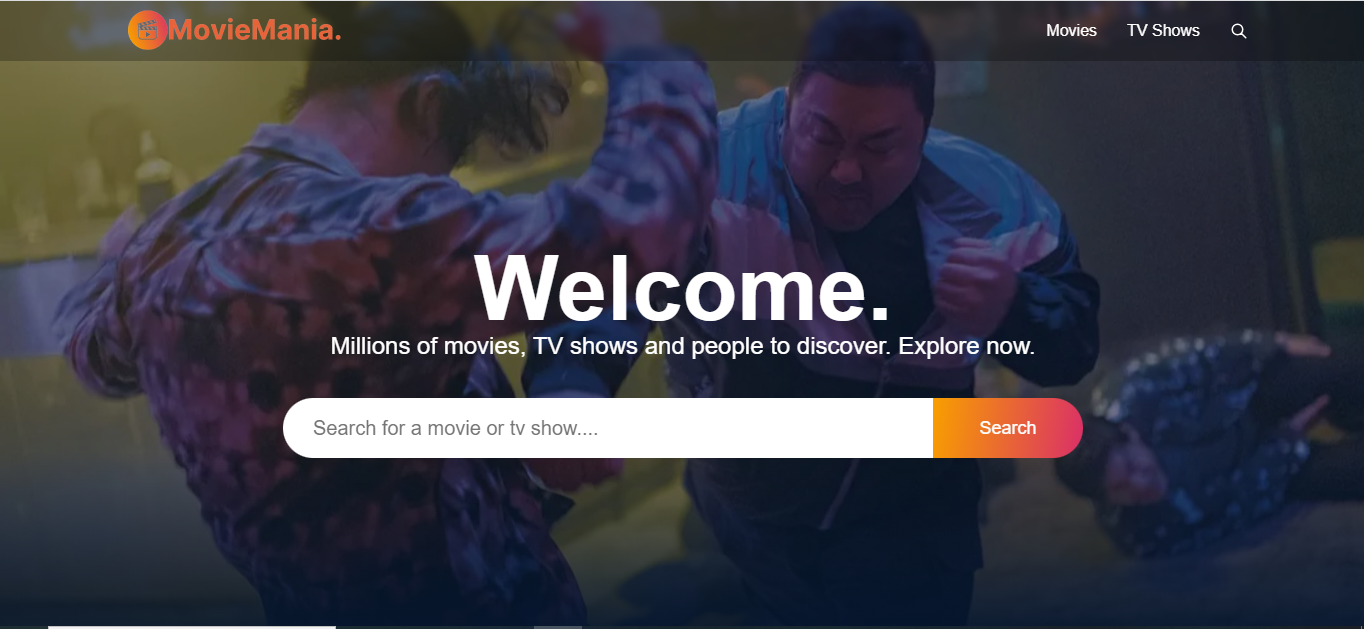 MovieMania.
Movies
TV Shows
Welcome.
Millions of movies, TV shows and people to discover. Explore now.
Search for a movie or tv show....
Search